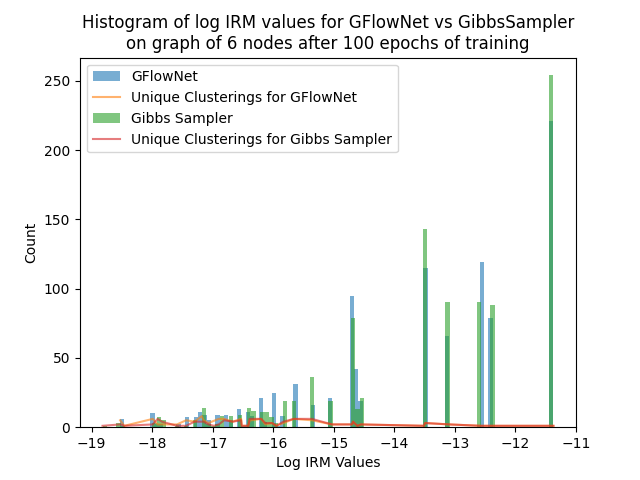 Histogram of log IRM values for GFlowNet vs GibbsSampler
on graph of 6 nodes after 100 epochs of training
GFlowNet
Unique Clusterings for GFlowNet
Gibbs Sampler
Unique Clusterings for Gibbs Sampler
250
200
150
100
50
0
Count
−19 −18 −17 −16 −15 −14 −13 −12 −11
Log IRM Values